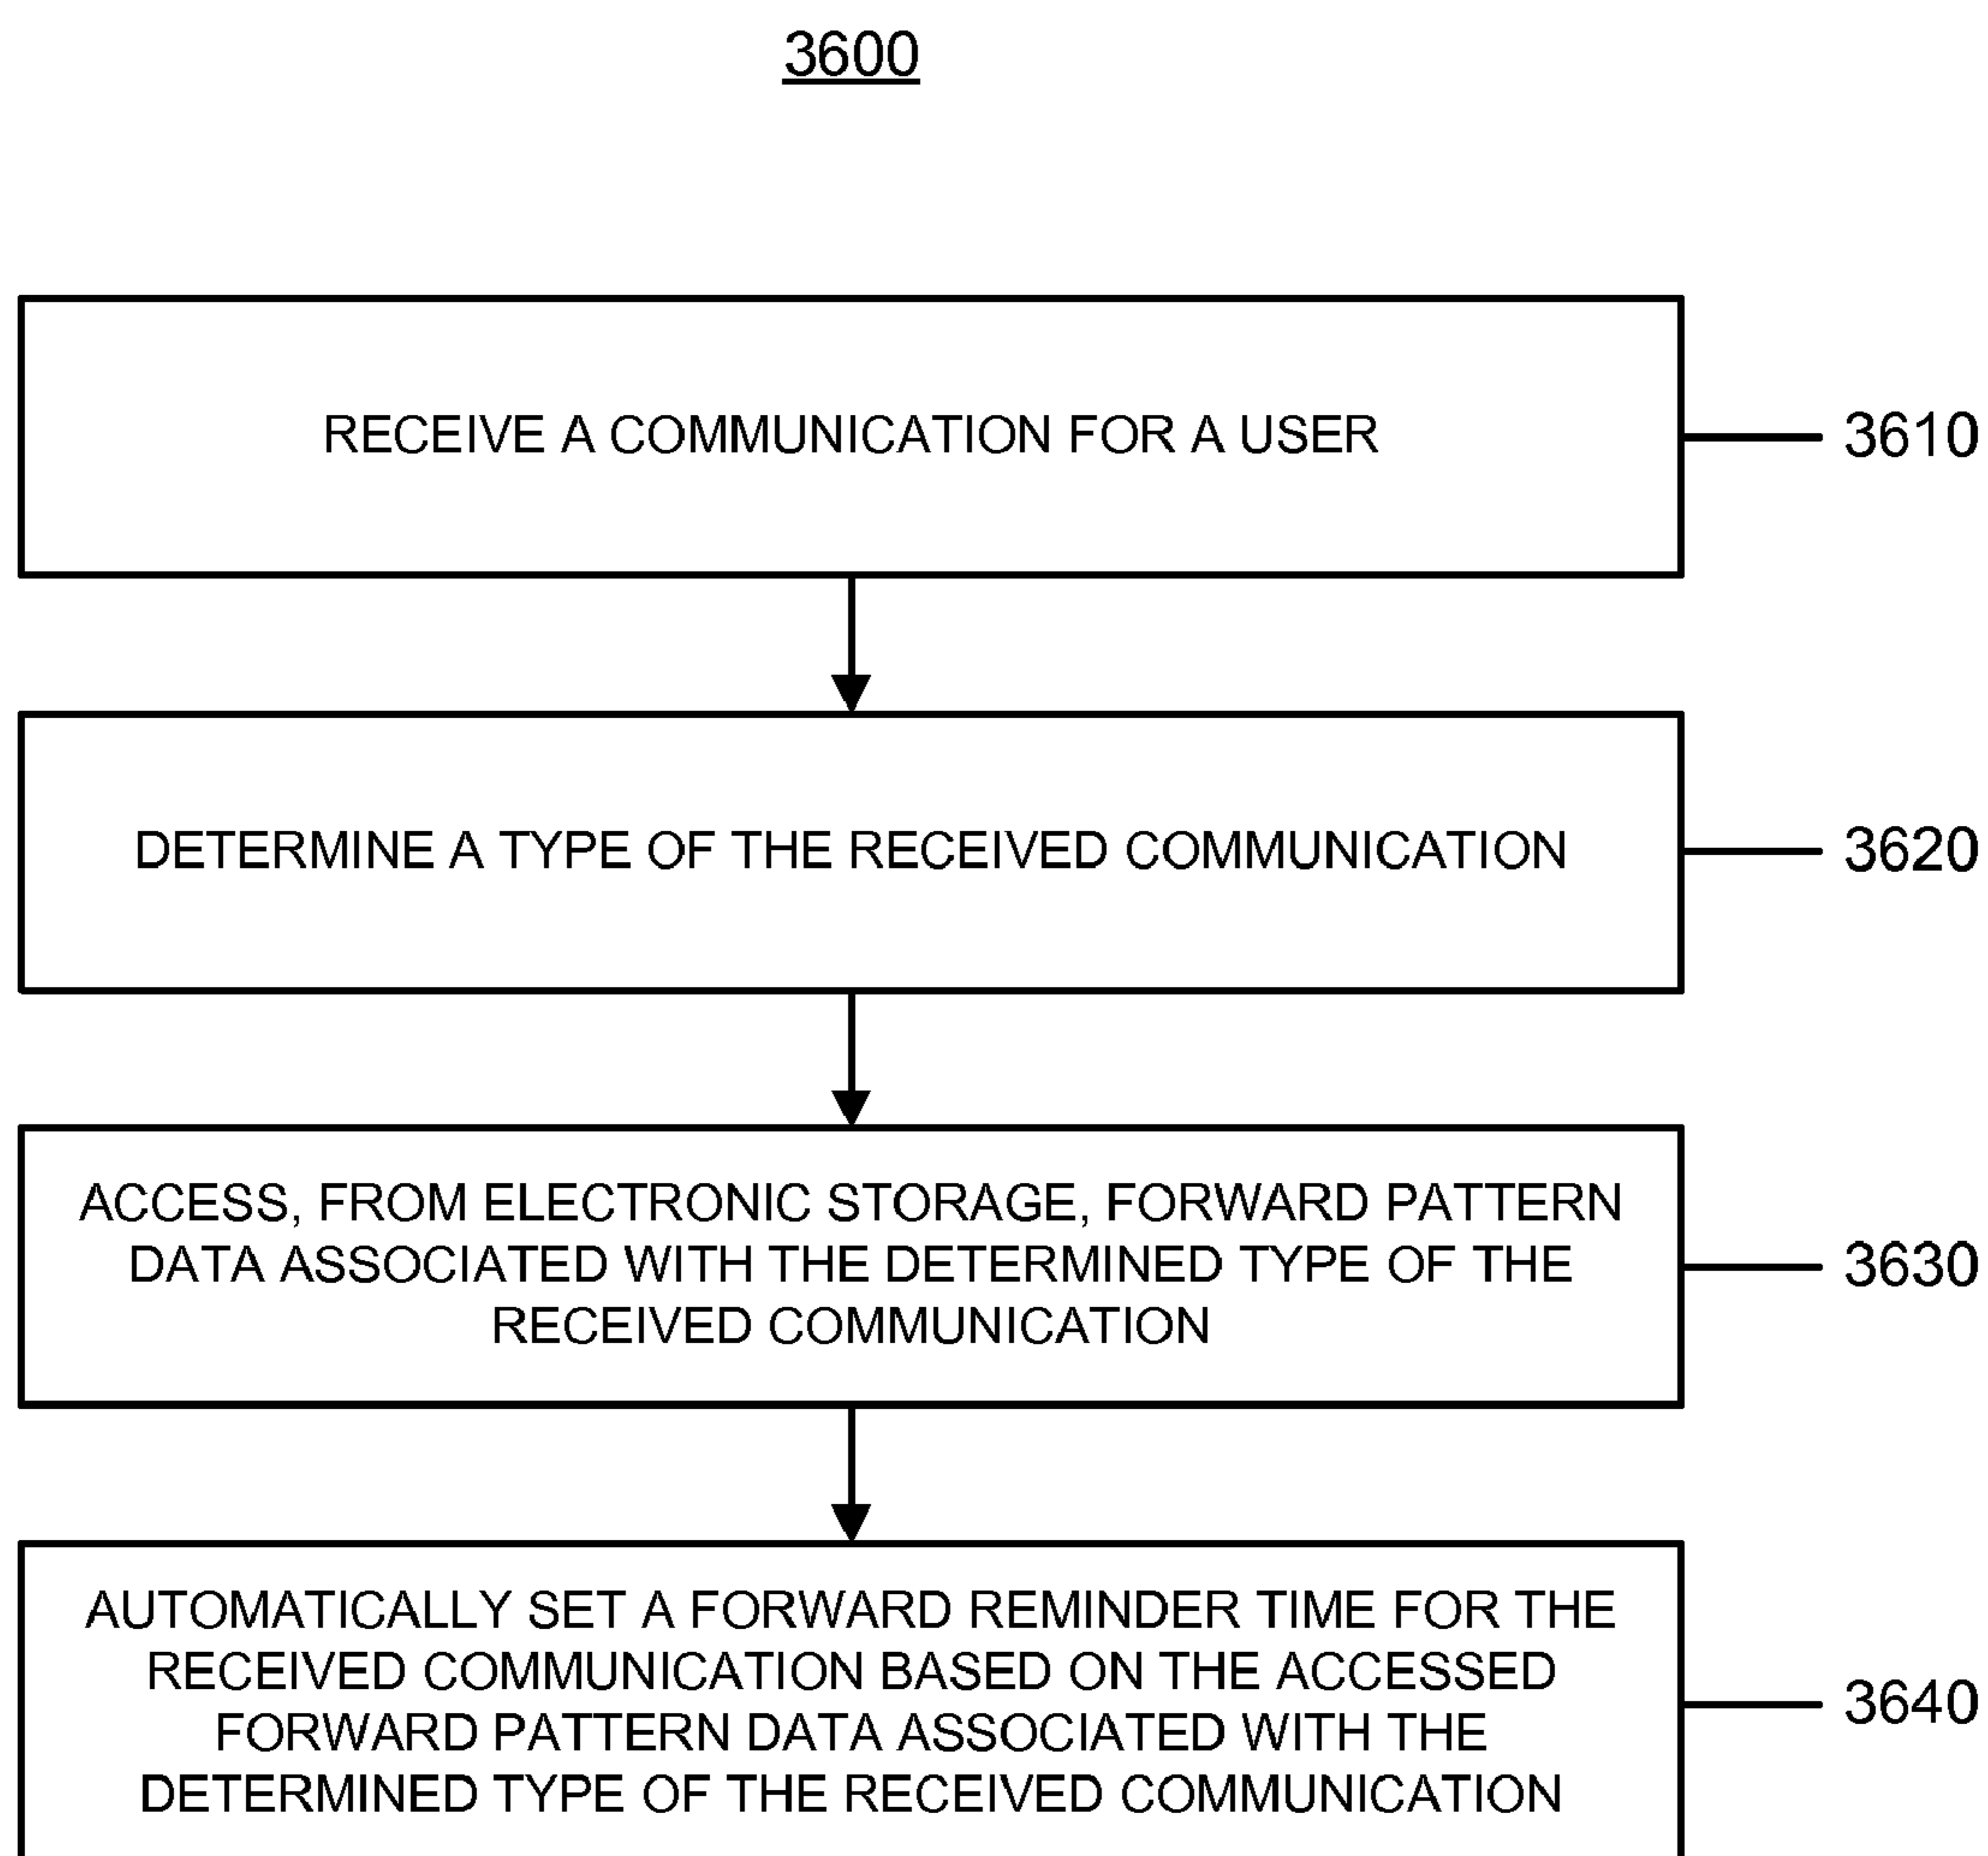 3600
RECEIVE A COMMUNICATION FOR A USER
3610
DETERMINE A TYPE OF THE RECEIVED COMMUNICATION
3620
ACCESS, FROM ELECTRONIC STORAGE, FORWARD PATTERN
DATA ASSOCIATED WITH THE DETERMINED TYPE OF THE
RECEIVED COMMUNICATION
3630
AUTOMATICALLY SET A FORWARD REMINDER TIME FOR THE
RECEIVED COMMUNICATION BASED ON THE ACCESSED
FORWARD PATTERN DATA ASSOCIATED WITH THE
DETERMINED TYPE OF THE RECEIVED COMMUNICATION
3640